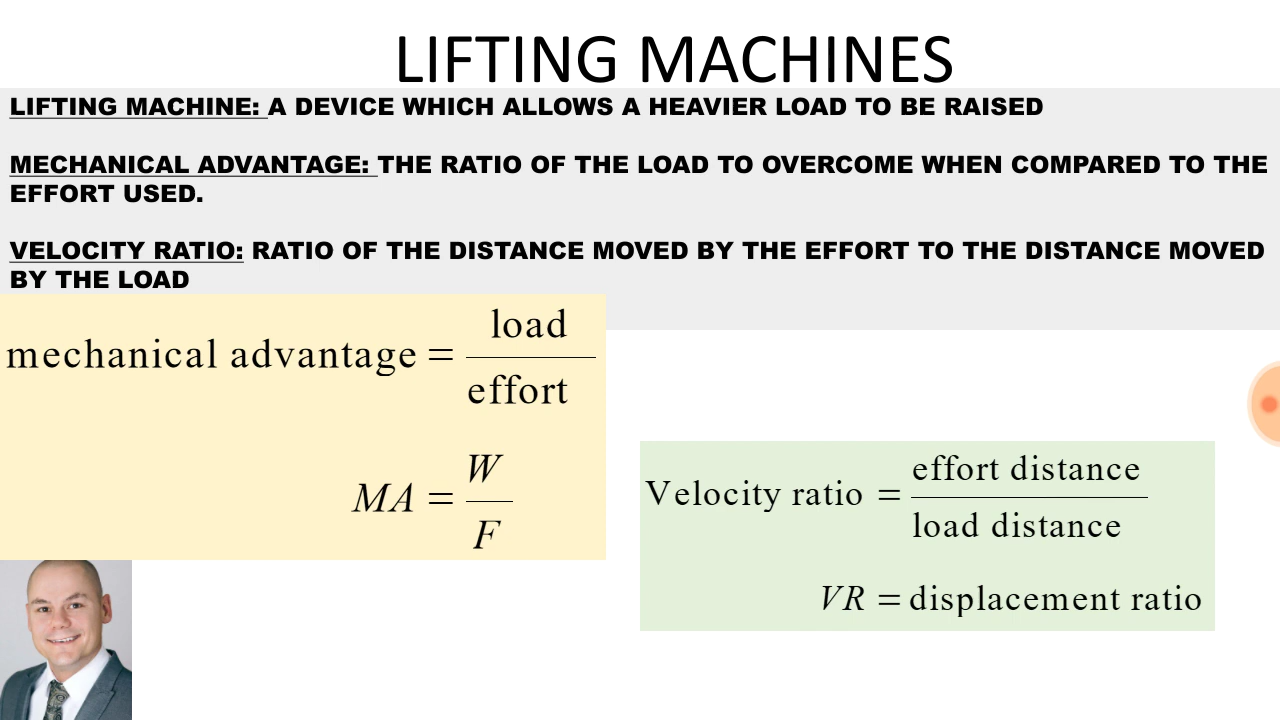 LIFTING MACHINES
LIFTING MACHINE: A DEVICE WHICH ALLOWS A HEAVIER LOAD TO BE RAISED
MECHANICAL ADVANTAGE: THE RATIO OF THE LOAD TO OVERCOME WHEN COMPARED TO THE
EFFORT USED.
VELOCITY RATIO: RATIO OF THE DISTANCE MOVED BY THE EFFORT TO THE DISTANCE MOVED
BY THE LOAD
mechanical advantage = load
effort
MA = W
F
Velocity ratio = effort distance
load distance
VR = displacement ratio